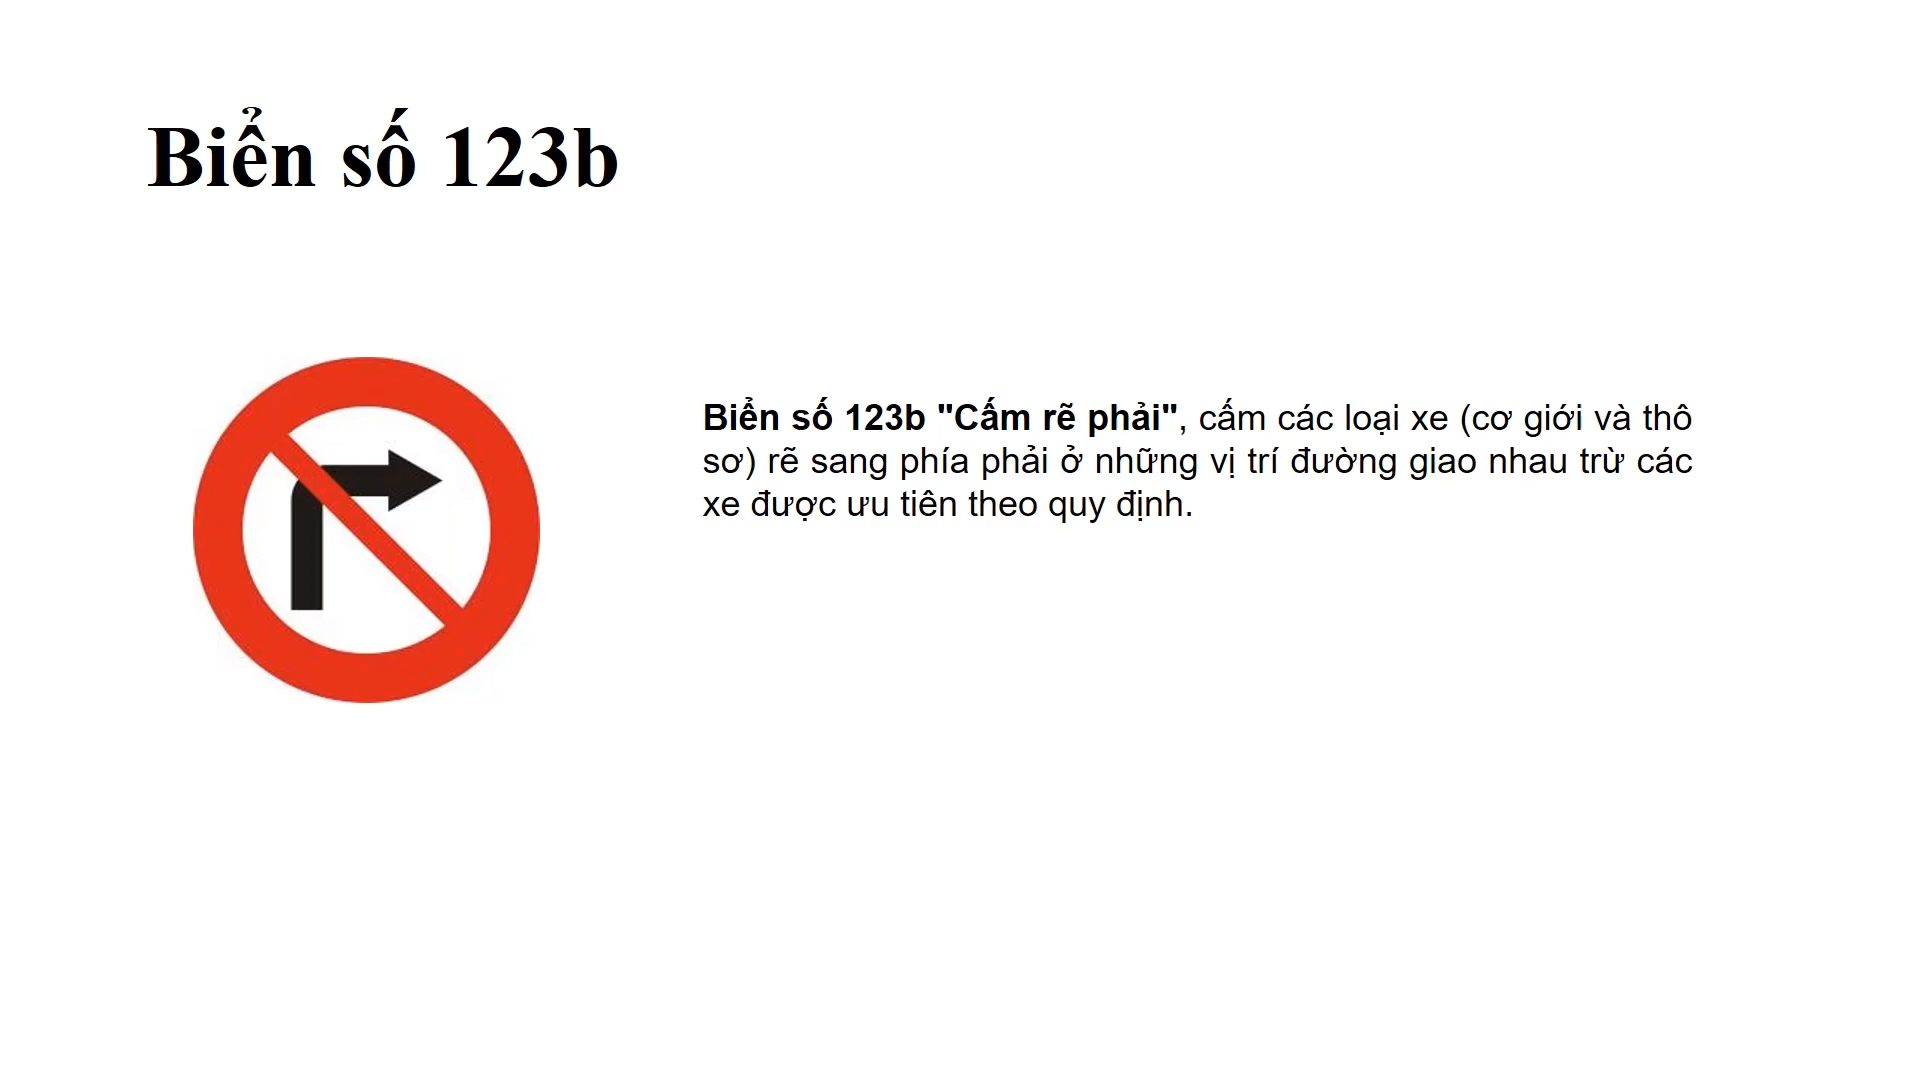 Biển số 123b
Biển số 123b "Cấm rẽ phải", cấm các loại xe (cơ giới và thô
sơ) rẽ sang phía phải ở những vị trí đường giao nhau trừ các
xe được ưu tiên theo quy định.